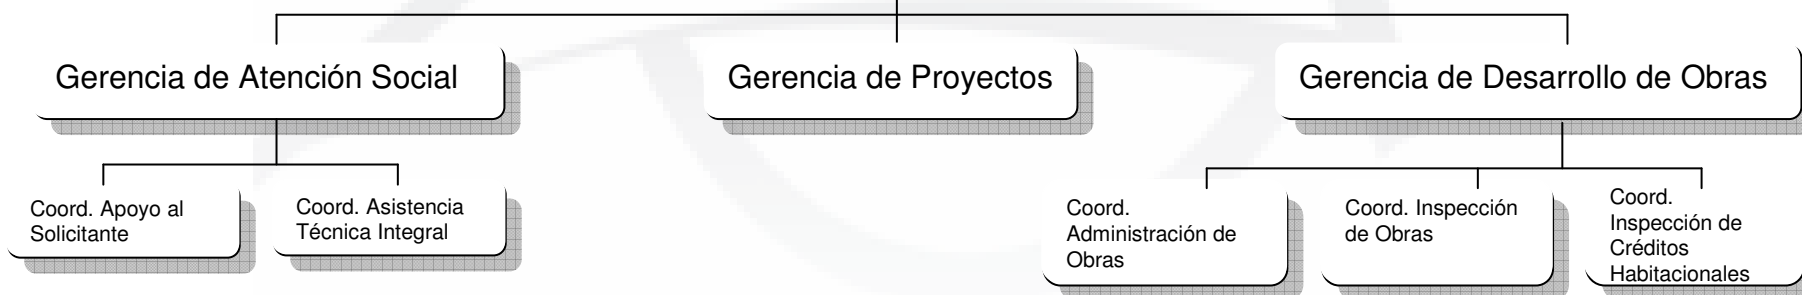 Gerencia de Atención Social
Gerencia de Proyectos
Gerencia de Desarrollo de Obras
Coord. Apoyo al
Solicitante
Coord. Asistencia
Técnica Integral
Coord.
Administración de
Obras
Coord. Inspección
de Obras
Coord.
Inspección de
Créditos
Habitacionales